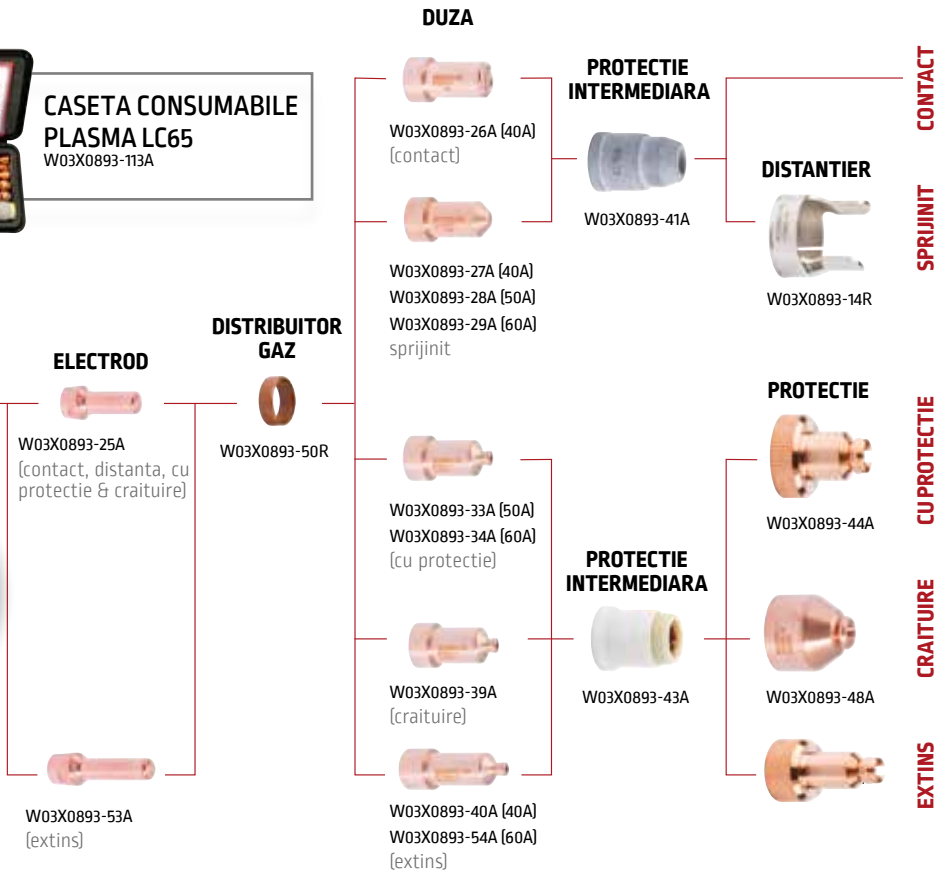 DUZA
CASETA CONSUMABILE
PLASMA LC65
W03X0893-113A
W03X0893-26A (40A)
(contact)
PROTECTIE
INTERMEDIARA
W03X0893-41A
CONTACT
DISTANTIER
W03X0893-14R
SPRIJINIT
W03X0893-27A (40A)
W03X0893-28A (50A)
W03X0893-29A (60A)
sprijinit
ELECTROD
W03X0893-25A
(contact, distanta, cu
protectie & craituire)
DISTRIBUITOR
GAZ
W03X0893-50R
W03X0893-33A (50A)
W03X0893-34A (60A)
(cu protectie)
PROTECTIE
W03X0893-44A
CU PROTECTIE
PROTECTIE
INTERMEDIARA
W03X0893-43A
W03X0893-39A
(craituire)
W03X0893-48A
CRAITUIRE
W03X0893-53A
(extins)
W03X0893-40A (40A)
W03X0893-54A (60A)
(extins)
EXTINS